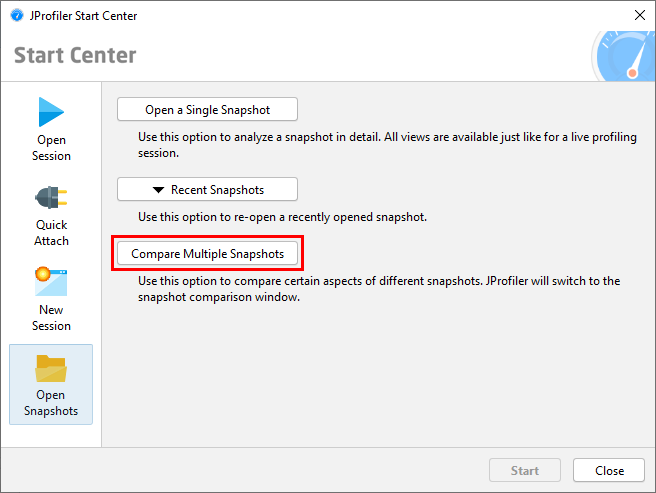 JProfiler Start Center
Start Center
Open
Session
Quick
Attach
New
Session
Open
Snapshots
Open a Single Snapshot
Use this option to analyze a snapshot in detail. All views are available just like for a live profiling
session.
Recent Snapshots
Use this option to re-open a recently opened snapshot.
Compare Multiple Snapshots
Use this option to compare certain aspects of different snapshots. JProfiler will switch to the
snapshot comparison window.
Start
Close